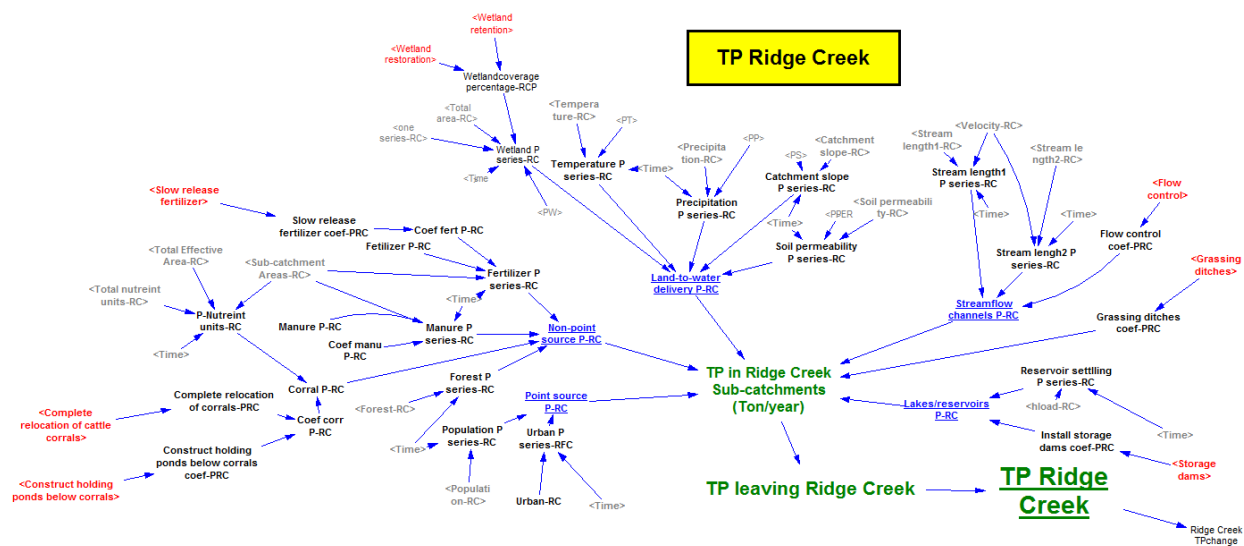 <Wetland
retention>
<Wetland
restoration>
TP Ridge Creek
Wetlandcoverage
percentage-RCP
<Total
area-RC>
<one
series-RC>
Wetland P
series-RC
<Time
<PW>
<Tempera
ture-RC>
<PT>
Temperature P
series-RC
<Time>
<Precipita
tion-RC>
<PP>
Precipitation
P series-RC
<PS>
<Catchment
slope-RC>
Catchment slope
P series-RC
<Time>
<PPER
<Soil permeabili
ty-RC>
Soil permeability
P series-RC
<Stream
length1-RC>
<Velocity-RC>
<Stream le
ngth2-RC>
Stream length1
P series-RC
<Time>
<Time>
Stream lengh2 P
series-RC
<Flow
control>
Flow control
coef-PRC
<Grassing
ditches>
Grassing ditches
coef-PRC
<Slow release
fertilizer>
Slow release
fertilizer coef-PRC
Coef fert P-RC
Fetilizer P-RC
<Total Effective
Area-RC>
<Sub-catchment
Areas-RC>
Fertilizer P
series-RC
<Total nutreint
units-RC>
P-Nutreint
units-RC
<Time>
<Time>
Manure P-RC
Manure P
series-RC
Coef manu
P-RC
Land-to-water
delivery P-RC
Streamflow
channels P-RC
Non-point
source P-RC
Corral P-RC
Forest P
series-RC
<Forest-RC>
<Time>
Point source
P-RC
TP in Ridge Creek
Sub-catchments
(Ton/year)
Reservoir settlling
P series-RC
<hload-RC>
Lakes/reservoirs
P-RC
<Time>
Install storage
dams coef-PRC
<Storage
dams>
Complete relocation
of corrals-PRC
<Complete
relocation of cattle
corrals>
Coef corr
P-RC
Construct holding
ponds below corrals
coef-PRC
<Construct holding
ponds below corrals>
Population P
series-RC
Urban P
series-RFC
<Populati
on-RC>
Urban-RC
<Time>
TP leaving Ridge Creek
TP Ridge
Creek
Ridge Creek
TPchange